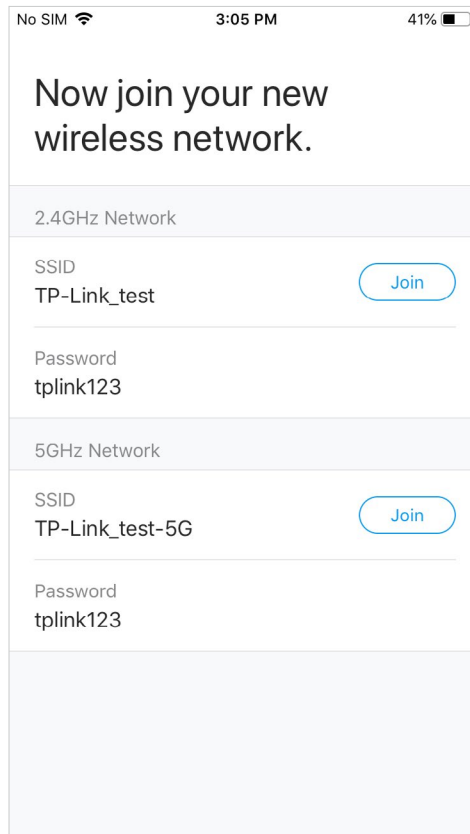 No SIM 3:05 PM 41%
Now join your new
wireless network.
2.4GHz Network
SSID
TP-Link_test
Join
Password
tplink123
5GHz Network
SSID
TP-Link_test-5G
Join
Password
tplink123